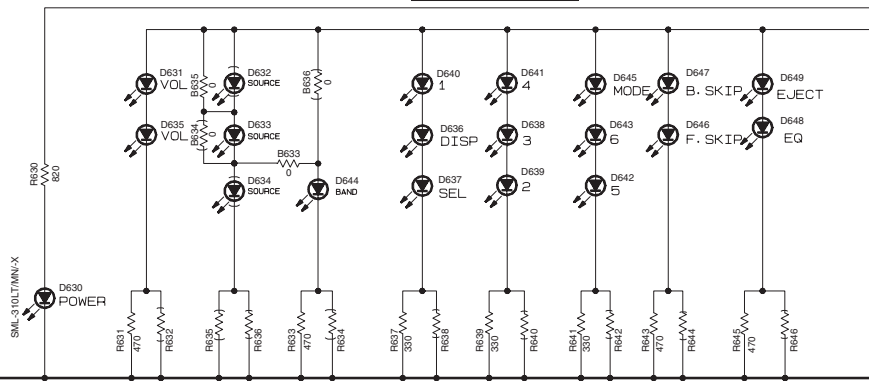 D631
VOL
B635
0
D632
SOURCE
B636
0
D640
1
D641
4
D645
MODE
D647
B.SKIP
D649
EJECT
D635
VOL
B634
0
D633
SOURCE
D636
DISP
D638
3
D643
6
D646
F.SKIP
D648
EQ
B633
0
R630
820
D634
SOURCE
D644
BAND
D637
SEL
D639
2
D642
5
SML-310LT/MN/-X
D630
POWER
R631
470
R632
R635
R636
R633
470
R634
R637
330
R638
R639
330
R640
R641
330
R642
R643
470
R644
R645
470
R646